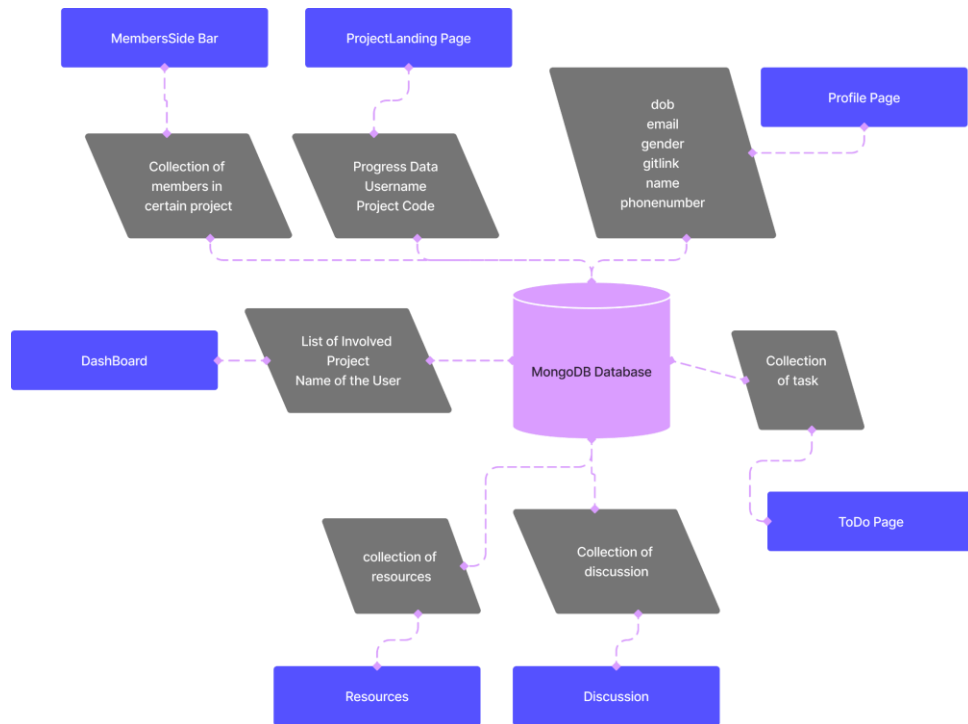 MembersSide Bar
ProjectLanding Page
Profile Page
dob
email
gender
gitlink
name
phonenumber
Collection of
members in
certain project
Progress Data
Username
Project Code
DashBoard
List of Involved
Project
Name of the User
MongoDB Database
Collection
of task
ToDo Page
collection of
resources
Collection of
discussion
Resources
Discussion